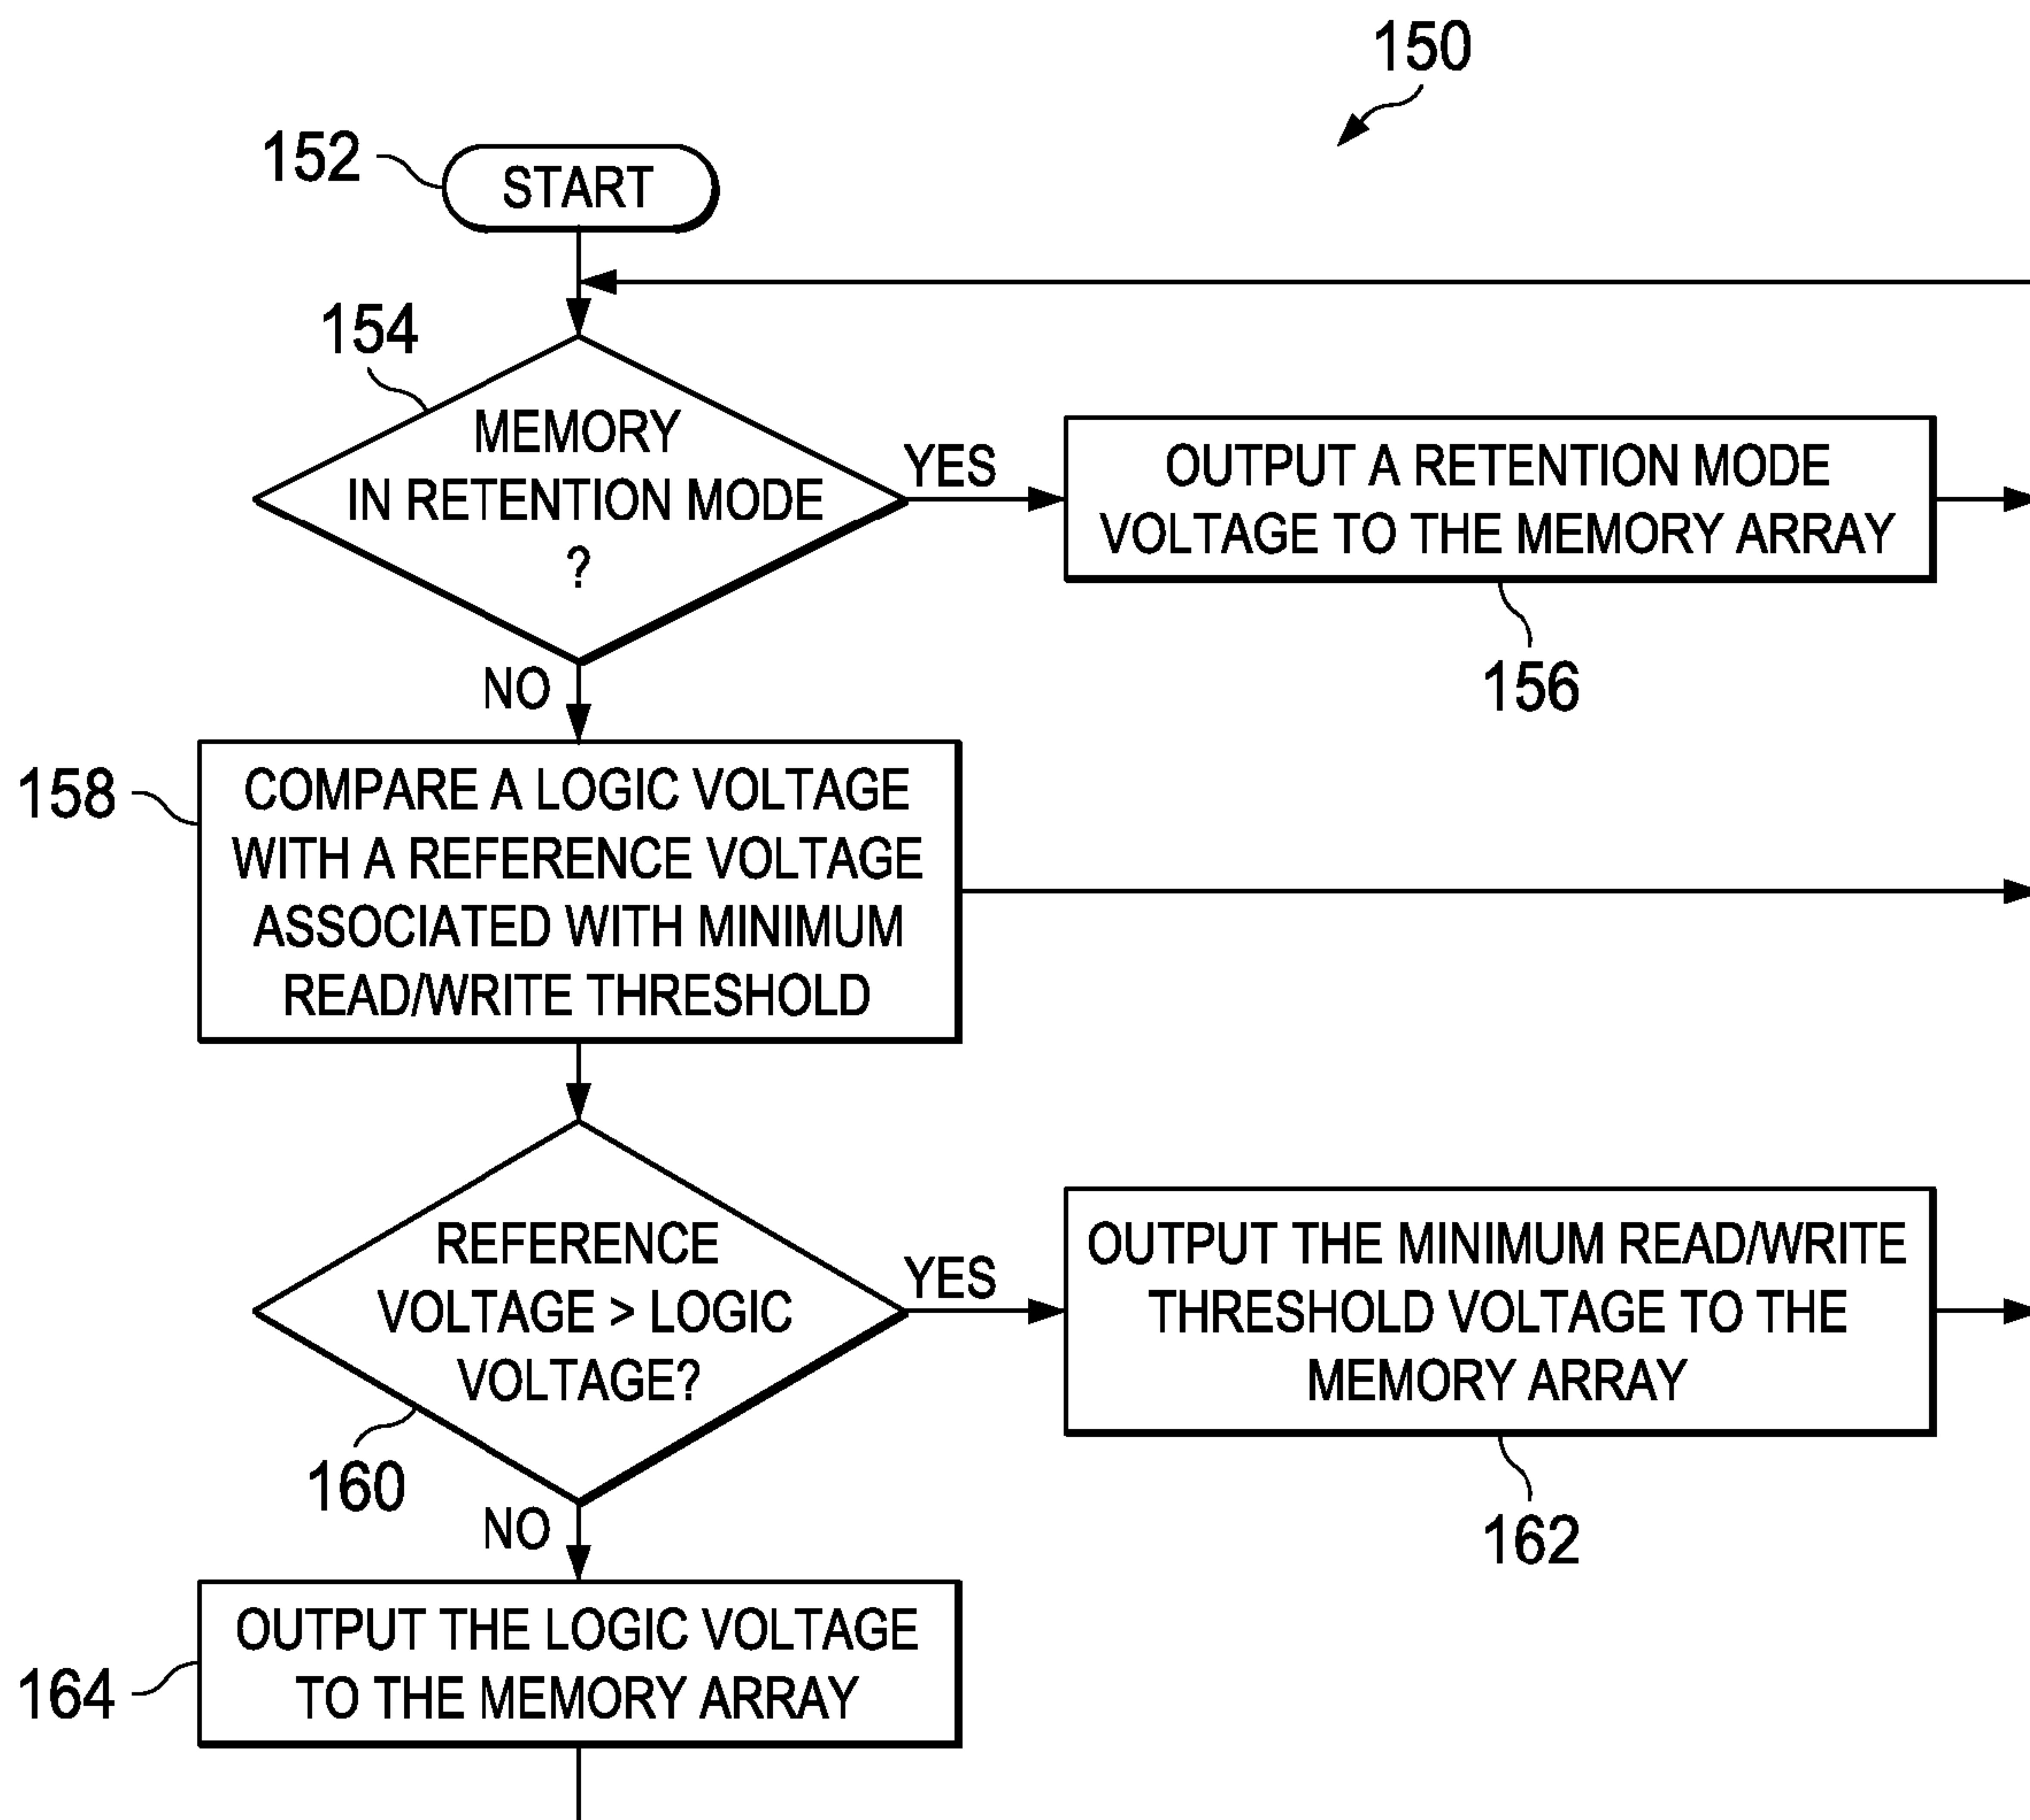 150
152
START
154
MEMORY
IN RETENTION MODE
?
YES
OUTPUT A RETENTION MODE
VOLTAGE TO THE MEMORY ARRAY
156
NO
158
COMPARE A LOGIC VOLTAGE
WITH A REFERENCE VOLTAGE
ASSOCIATED WITH MINIMUM
READ/WRITE THRESHOLD
REFERENCE
VOLTAGE > LOGIC
VOLTAGE?
160
YES
OUTPUT THE MINIMUM READ/WRITE
THRESHOLD VOLTAGE TO THE
MEMORY ARRAY
162
NO
164
OUTPUT THE LOGIC VOLTAGE
TO THE MEMORY ARRAY